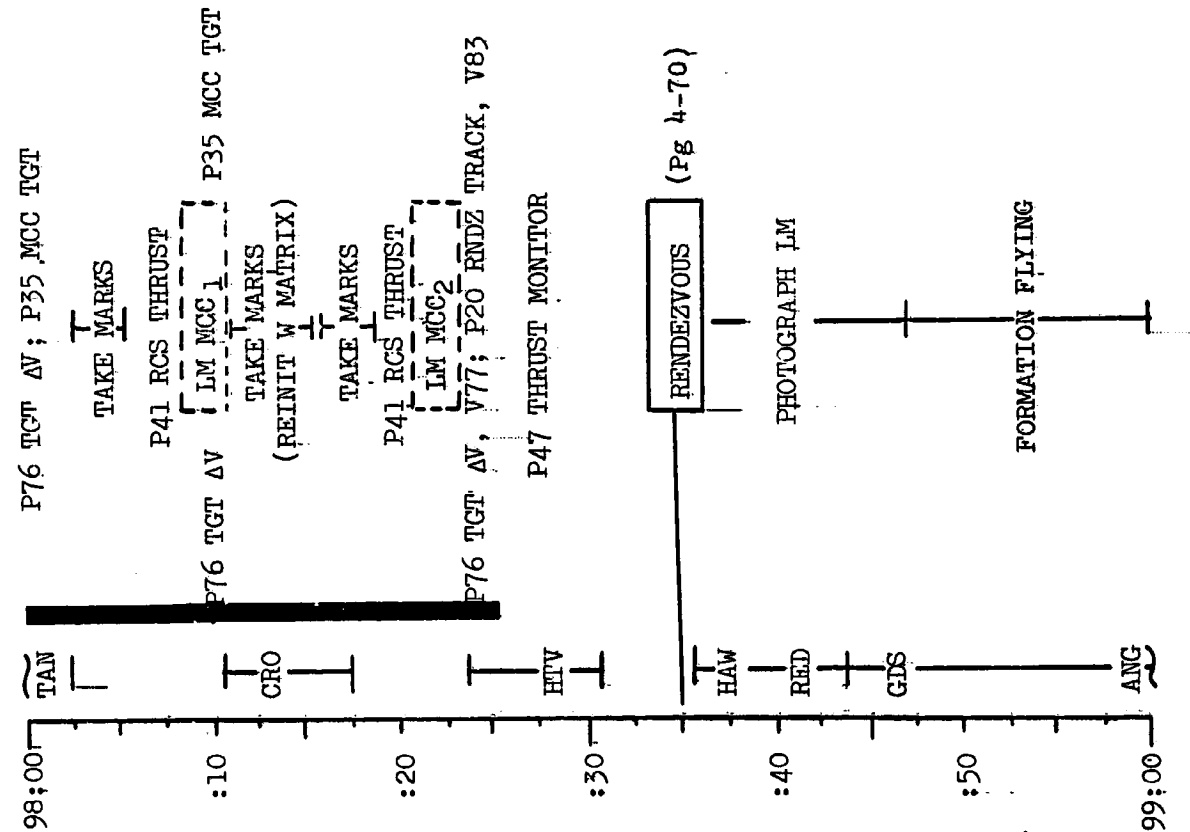 98:00
:10
:20
:30
:40
:50
99:00
TAN
CRO
HTV
HAW
RED
GDS
ANG
P76 TGT ΔV; P35 MCC TGT
TAKE MARKS
P41 RCS THRUST
P76 TGT ΔV
LM MCC1
P35 MCC TGT
TAKE MARKS
(REINIT W MATRIX)
TAKE MARKS
P41 RCS THRUST
LM MCC2
P76 TGT ΔV, V77; P20 RNDZ TRACK, V83
P47 THRUST MONITOR
RENDEZVOUS
(Pg 4-70)
PHOTOGRAPH LM
FORMATION FLYING